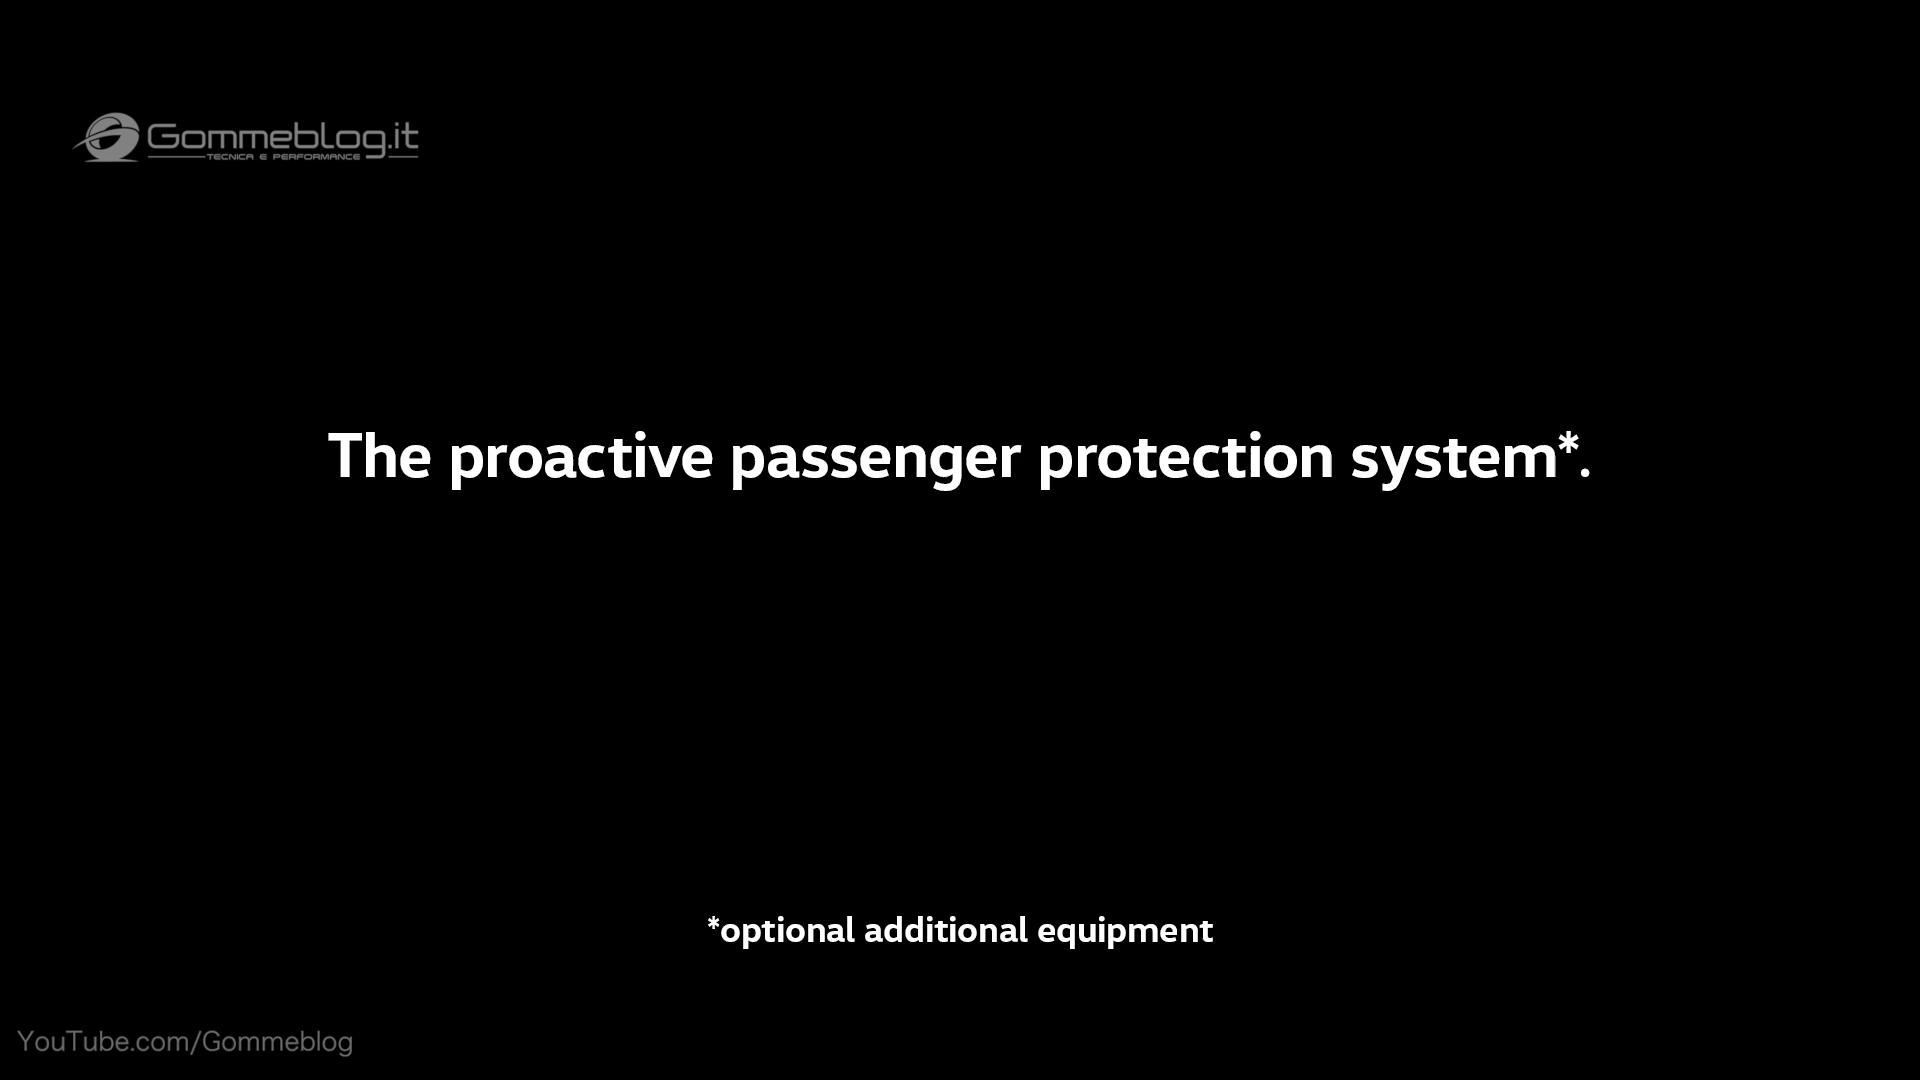 Gommeblog.it
TECNICA E PERFORMANCE
The proactive passenger protection system*.
*optional additional equipment
YouTube.com/Gommeblog